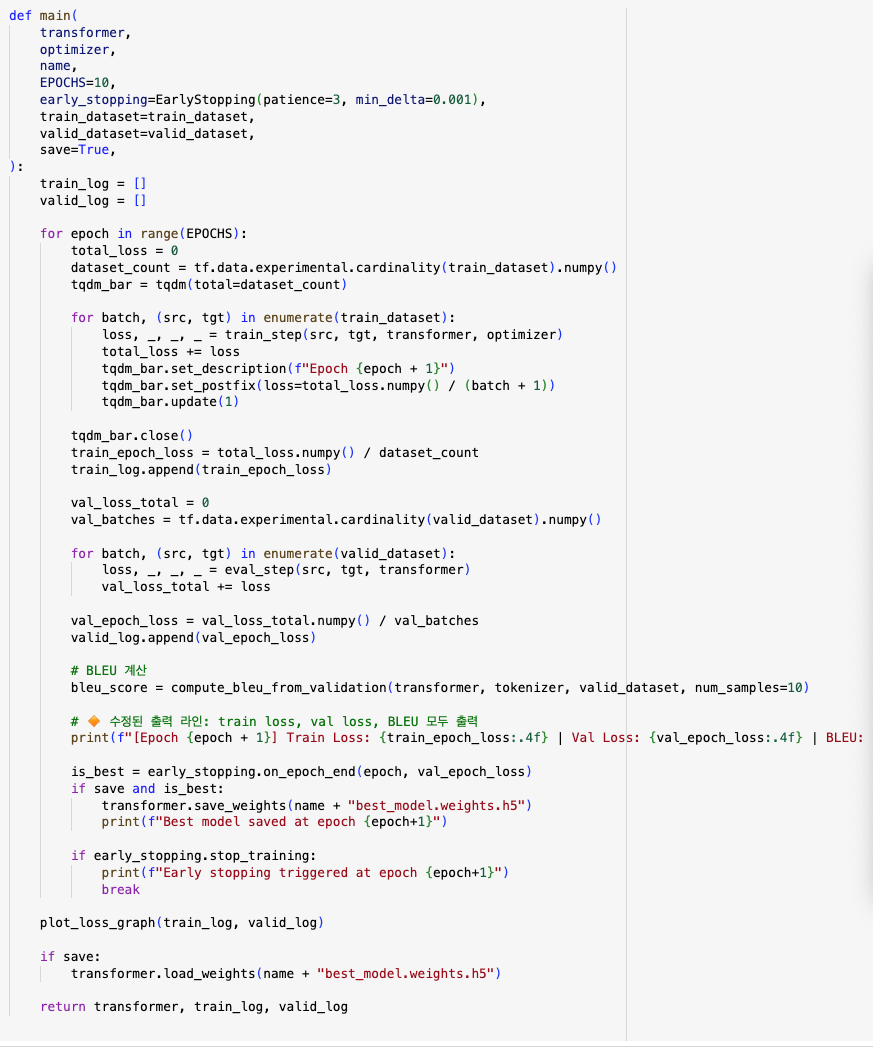 def main(
    transformer,
    optimizer,
    name,
    EPOCHS=10,
    early_stopping=EarlyStopping(patience=3, min_delta=0.001),
    train_dataset=train_dataset,
    valid_dataset=valid_dataset,
    save=True,
):
    train_log = []
    valid_log = []

    for epoch in range(EPOCHS):
        total_loss = 0
        dataset_count = tf.data.experimental.cardinality(train_dataset).numpy()
        tqdm_bar = tqdm(total=dataset_count)

        for batch, (src, tgt) in enumerate(train_dataset):
            loss, _, _, _ = train_step(src, tgt, transformer, optimizer)
            total_loss += loss
            tqdm_bar.set_description(f"Epoch {epoch + 1}")
            tqdm_bar.set_postfix(loss=total_loss.numpy() / (batch + 1))
            tqdm_bar.update(1)

        tqdm_bar.close()
        train_epoch_loss = total_loss.numpy() / dataset_count
        train_log.append(train_epoch_loss)

        val_loss_total = 0
        val_batches = tf.data.experimental.cardinality(valid_dataset).numpy()

        for batch, (src, tgt) in enumerate(valid_dataset):
            loss, _, _, _ = eval_step(src, tgt, transformer)
            val_loss_total += loss

        val_epoch_loss = val_loss_total.numpy() / val_batches
        valid_log.append(val_epoch_loss)

        # BLEU 계산
        bleu_score = compute_bleu_from_validation(transformer, tokenizer, valid_dataset, num_samples=10)

        # 🔶 수정된 출력 라인: train loss, val loss, BLEU 모두 출력
        print(f"[Epoch {epoch + 1}] Train Loss: {train_epoch_loss:.4f} | Val Loss: {val_epoch_loss:.4f} | BLEU:

        is_best = early_stopping.on_epoch_end(epoch, val_epoch_loss)
        if save and is_best:
            transformer.save_weights(name + "best_model.weights.h5")
            print(f"Best model saved at epoch {epoch+1}")

        if early_stopping.stop_training:
            print(f"Early stopping triggered at epoch {epoch+1}")
            break

    plot_loss_graph(train_log, valid_log)

    if save:
        transformer.load_weights(name + "best_model.weights.h5")

    return transformer, train_log, valid_log